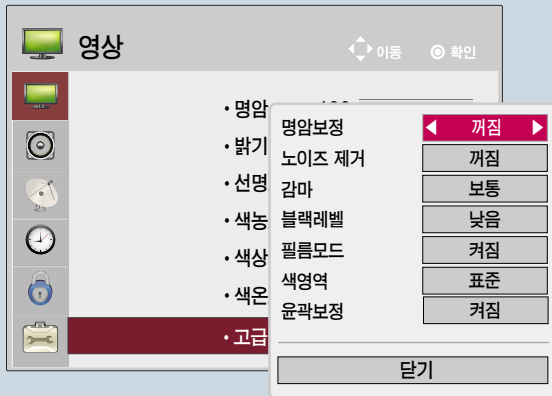 영상
이동 확인
· 명암
· 밝기
· 선명
· 색농
· 색상
· 색온
· 고급
명암보정 꺼짐
노이즈 제거 꺼짐
감마 보통
블랙레벨 낮음
필름모드 켜짐
색영역 표준
윤곽보정 켜짐
닫기